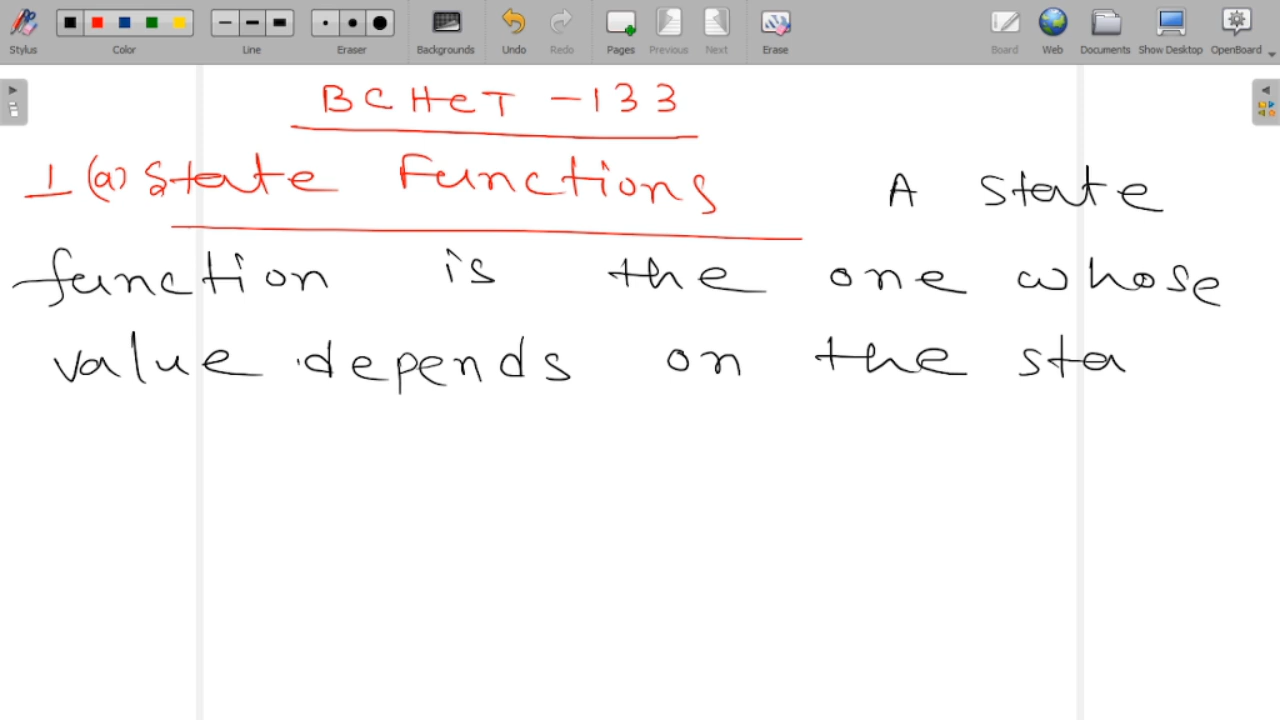 Stylus Color Line Eraser Backgrounds Undo Redo Pages Previous Next Erase Board Web Documents Show Desktop OpenBoard
BCHCT -133
1 (a) State Functions A state
function is the one whose
value depends on the sta